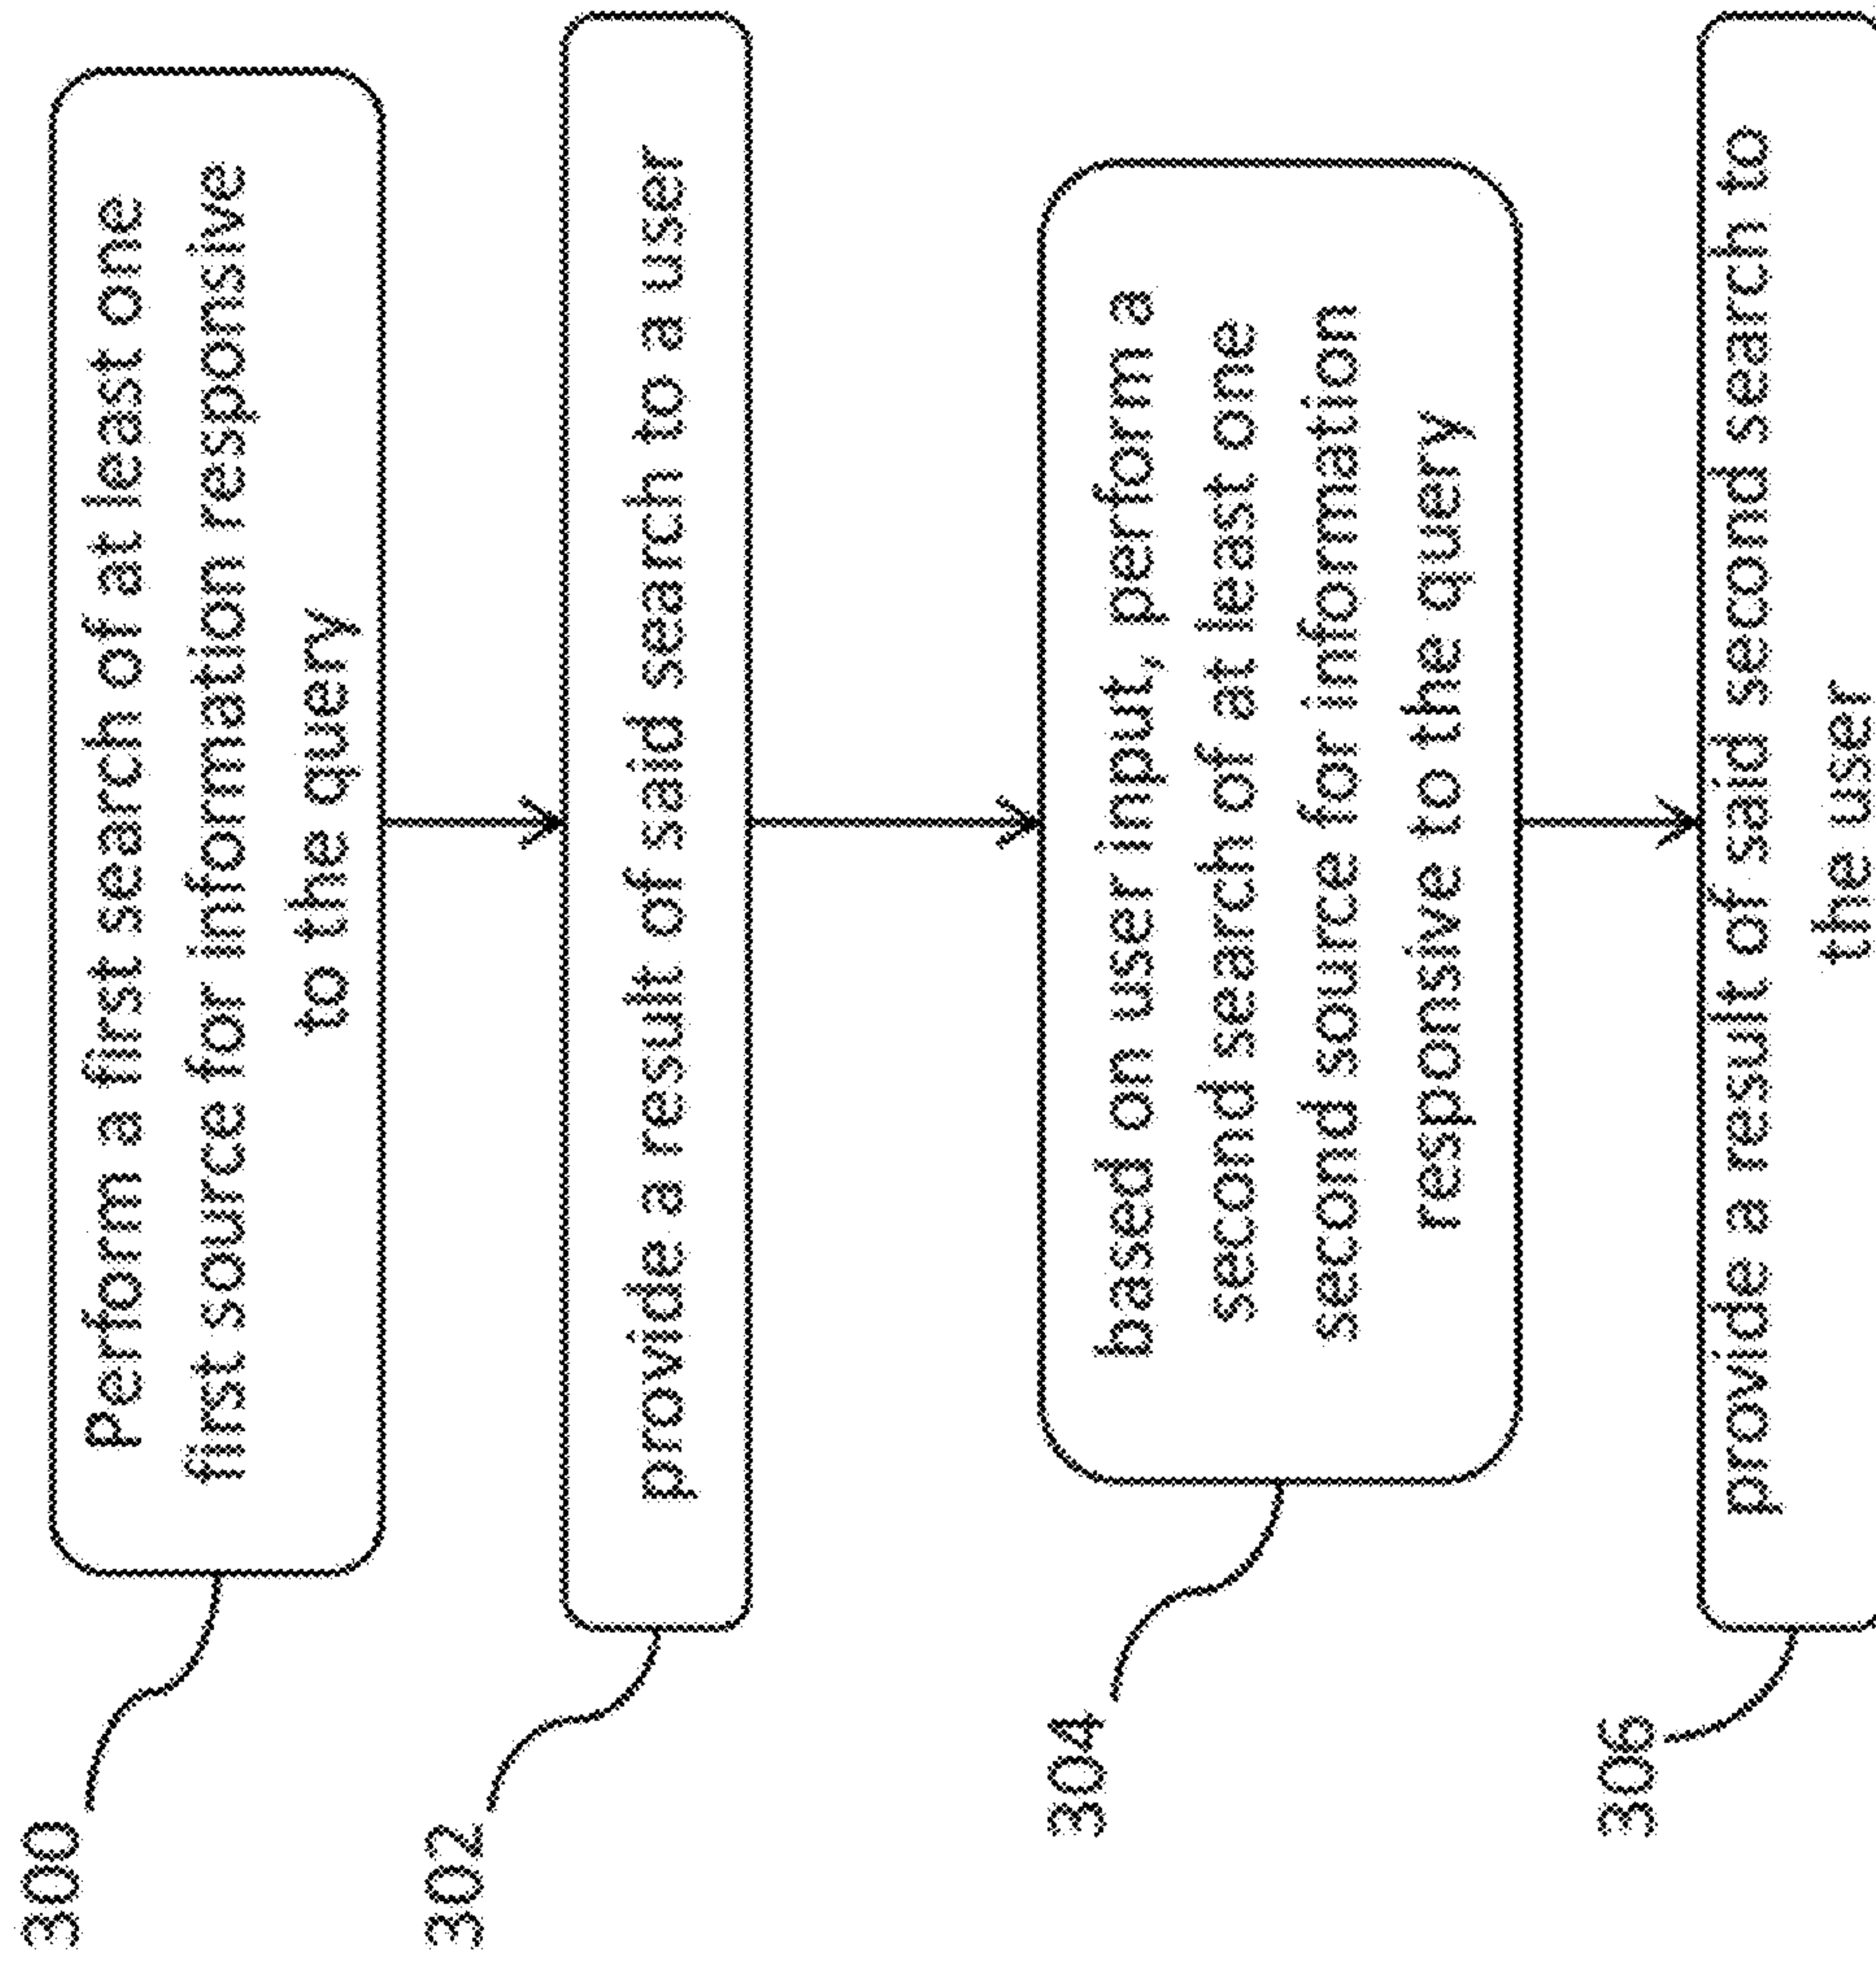 300
Perform a first search of at least one
first source for information responsive
to the query
302
provide a result of said search to a user
304
based on user input, perform a
second search of at least one
second source for information
responsive to the query
306
provide a result of said second search to
the user